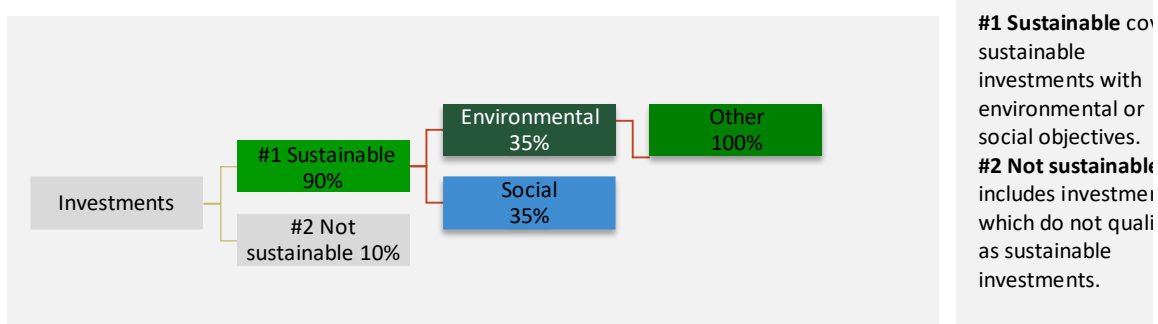 Investments
#1 Sustainable
90%
#2 Not
sustainable 10%
Environmental
35%
Social
35%
Other
100%
#1 Sustainable
sustainable
investments with
environmental or
social objectives.
#2 Not sustainable
includes
which do not
as sustainable
investments.